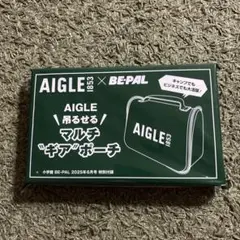 AIGLE 1853 × BE-PAL
キャンプでも
ビジネスでも大活躍!
AIGLE
吊るせる
マルチ
"ギア"ポーチ
AIGLE 1853
小学館 BE-PAL 2025年6月号 特別付録